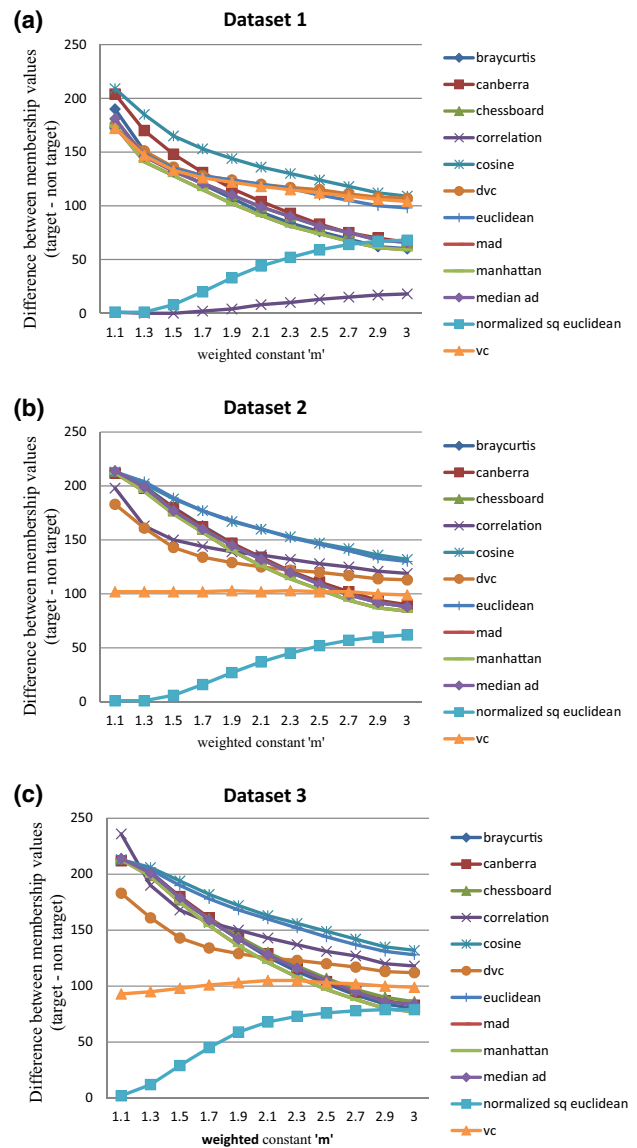 (a)
Dataset 1
Difference between membership values
(target - non target)
250
200
150
100
50
0
1.1 1.3 1.5 1.7 1.9 2.1 2.3 2.5 2.7 2.9 3
weighted constant 'm'
braycurtis
canberra
chessboard
correlation
cosine
dvc
euclidean
mad
manhattan
median ad
normalized sq euclidean
vc
(b)
Dataset 2
Difference between membership values
(target - non target)
250
200
150
100
50
0
1.1 1.3 1.5 1.7 1.9 2.1 2.3 2.5 2.7 2.9 3
weighted constant 'm'
braycurtis
canberra
chessboard
correlation
cosine
dvc
euclidean
mad
manhattan
median ad
normalized sq euclidean
vc
(c)
Dataset 3
Difference between membership values
(target - non target)
250
200
150
100
50
0
1.1 1.3 1.5 1.7 1.9 2.1 2.3 2.5 2.7 2.9 3
weighted constant 'm'
braycurtis
canberra
chessboard
correlation
cosine
dvc
euclidean
mad
manhattan
median ad
normalized sq euclidean
vc